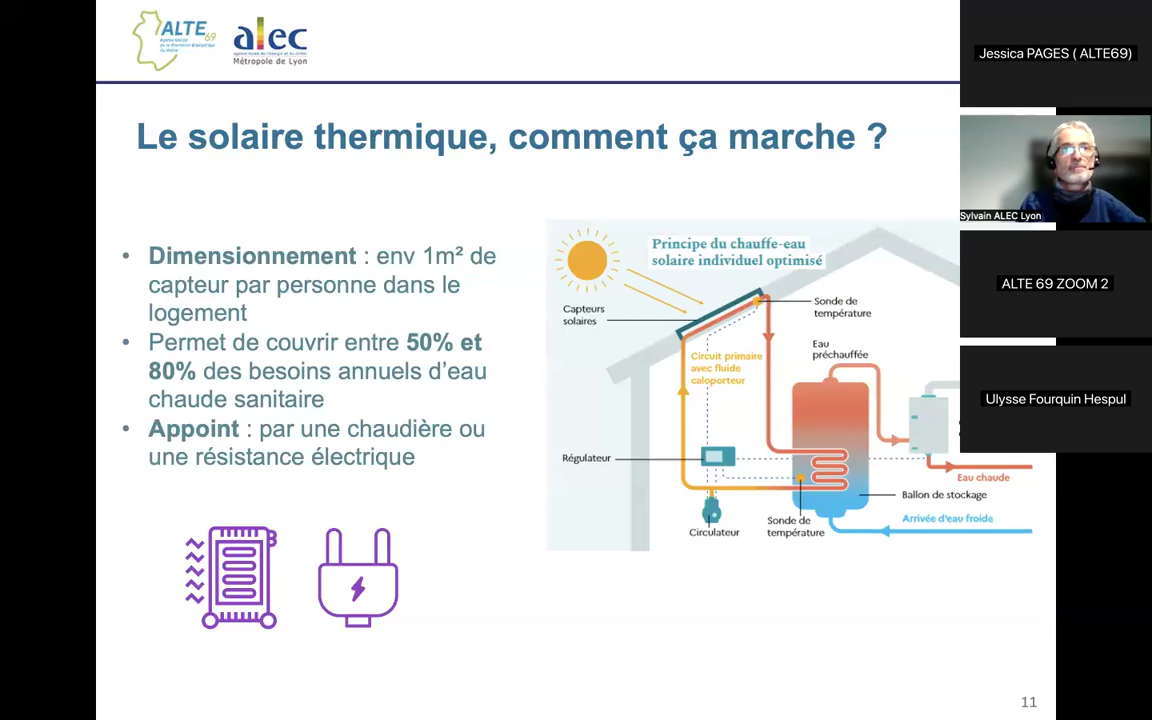 ALTE 69
alec
Métropole de Lyon
Le solaire thermique, comment ça marche ?
• Dimensionnement : env 1m² de
capteur par personne dans le
logement
• Permet de couvrir entre 50% et
80% des besoins annuels d'eau
chaude sanitaire
• Appoint : par une chaudière ou
une résistance électrique
Principe du chauffe-eau
solaire individuel optimisé
Capteurs
solaires
Sonde de
température
Eau
préchauffée
Circuit primaire
avec fluide
caloporteur
Régulateur
Eau chaude
Ballon de stockage
Arrivée d'eau froide
Circulateur
Sonde de
température
11
Jessica PAGES ( ALTE69)
Sylvain ALEC Lyon
ALTE 69 ZOOM 2
Ulysse Fourquin Hespul